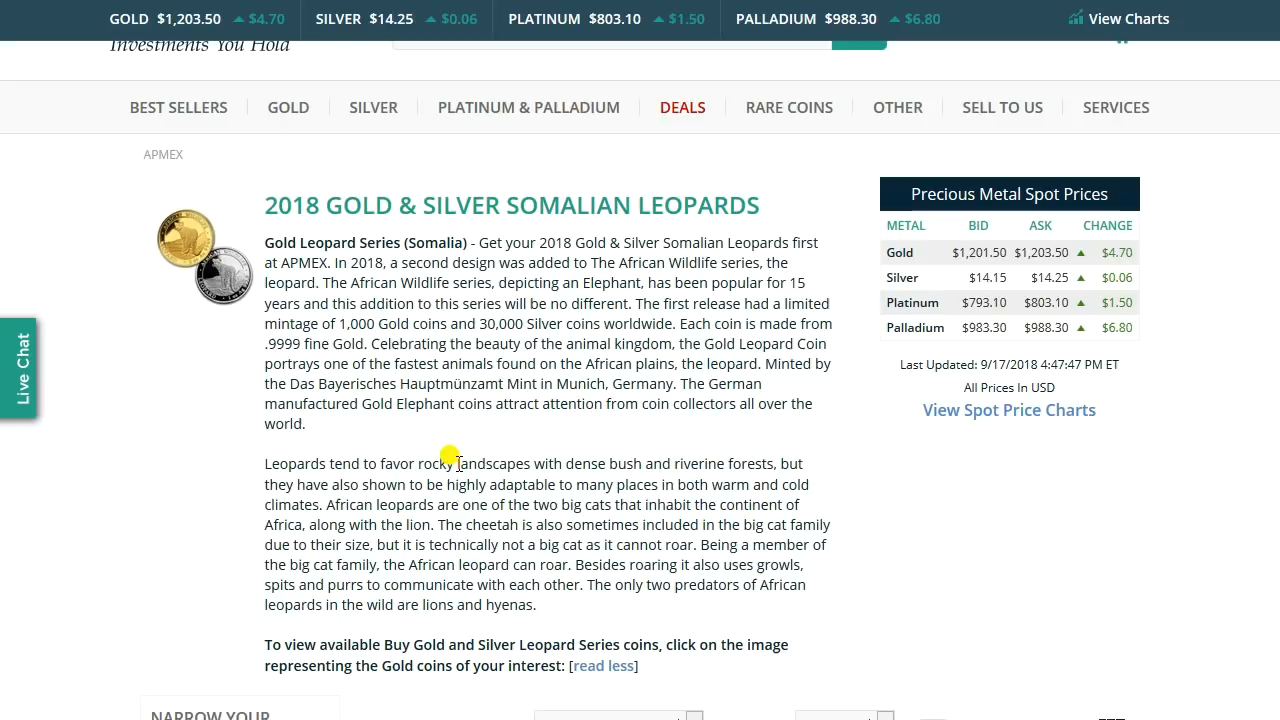 GOLD $1,203.50 $4.70 SILVER $14.25 $0.06 PLATINUM $803.10 $1.50 PALLADIUM $988.30 $6.80 View Charts
Investments You Hold
BEST SELLERS GOLD SILVER PLATINUM & PALLADIUM DEALS RARE COINS OTHER SELL TO US SERVICES
APMEX
2018 GOLD & SILVER SOMALIAN LEOPARDS
Gold Leopard Series (Somalia) - Get your 2018 Gold & Silver Somalian Leopards first
at APMEX. In 2018, a second design was added to The African Wildlife series, the
leopard. The African Wildlife series, depicting an Elephant, has been popular for 15
years and this addition to this series will be no different. The first release had a limited
mintage of 1,000 Gold coins and 30,000 Silver coins worldwide. Each coin is made from
.9999 fine Gold. Celebrating the beauty of the animal kingdom, the Gold Leopard Coin
portrays one of the fastest animals found on the African plains, the leopard. Minted by
the Das Bayerisches Hauptmünzamt Mint in Munich, Germany. The German
manufactured Gold Elephant coins attract attention from coin collectors all over the
world.
Leopards tend to favor rocky landscapes with dense bush and riverine forests, but
they have also shown to be highly adaptable to many places in both warm and cold
climates. African leopards are one of the two big cats that inhabit the continent of
Africa, along with the lion. The cheetah is also sometimes included in the big cat family
due to their size, but it is technically not a big cat as it cannot roar. Being a member of
the big cat family, the African leopard can roar. Besides roaring it also uses growls,
spits and purrs to communicate with each other. The only two predators of African
leopards in the wild are lions and hyenas.
To view available Buy Gold and Silver Leopard Series coins, click on the image
representing the Gold coins of your interest: [read less]
Precious Metal Spot Prices
METAL BID ASK CHANGE
Gold $1,201.50 $1,203.50 $4.70
Silver $14.15 $14.25 $0.06
Platinum $793.10 $803.10 $1.50
Palladium $983.30 $988.30 $6.80
Last Updated: 9/17/2018 4:47:47 PM ET
All Prices In USD
View Spot Price Charts
Live Chat
NARROW YOUR